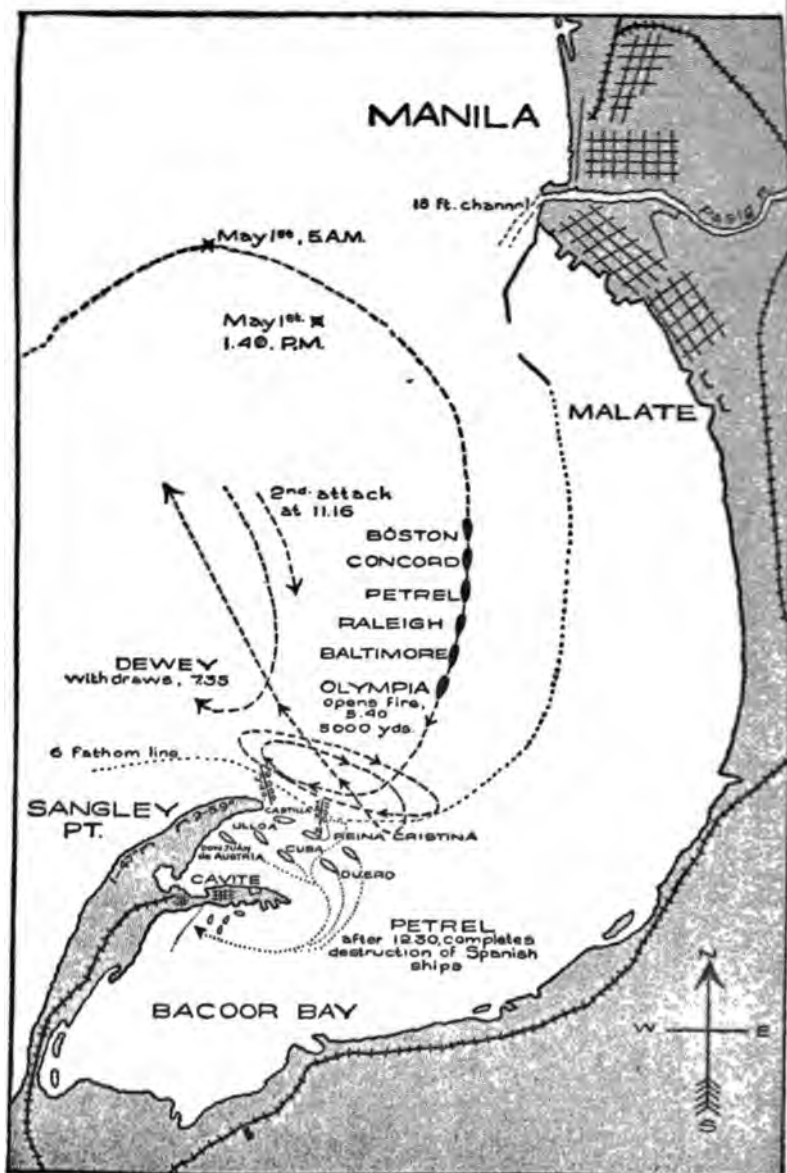 MANILA
18 ft. channel
Pasig R.
May 1st, 5 A.M.
May 1st.
1.40. P.M.
MALATE
2nd. attack
at 11.16
BOSTON
CONCORD
PETREL
RALEIGH
BALTIMORE
DEWEY
withdraws, 7.35
OLYMPIA
opens fire,
5.40
5000 yds.
6 Fathom line
SANGLEY
PT.
CASTILLA
ULLOA
REINA CRISTINA
DON JUAN
de AUSTRIA
CUBA
DUERO
CAVITE
PETREL
after 12.30, completes
destruction of Spanish
ships
BACOOR BAY
N
W
E
S